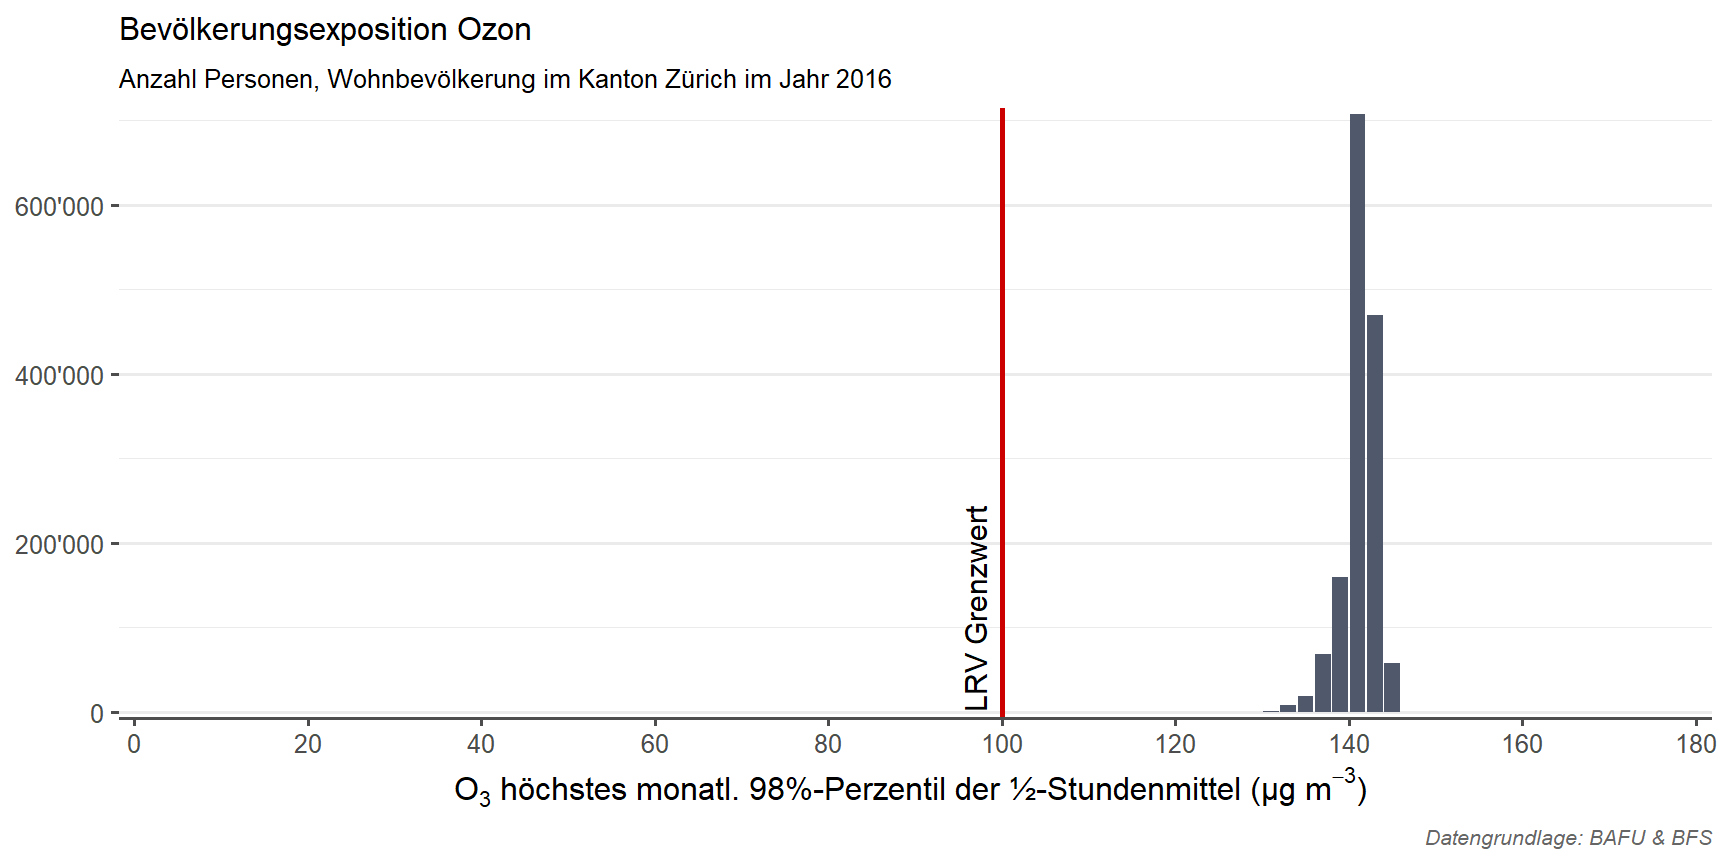 Bevölkerungsexposition Ozon
Anzahl Personen, Wohnbevölkerung im Kanton Zürich im Jahr 2016
600'000
400'000
200'000
0
LRV Grenzwert
0 20 40 60 80 100 120 140 160 180
O₃ höchstes monatl. 98%-Perzentil der ½-Stundenmittel (µg m⁻³)
Datengrundlage: BAFU & BFS